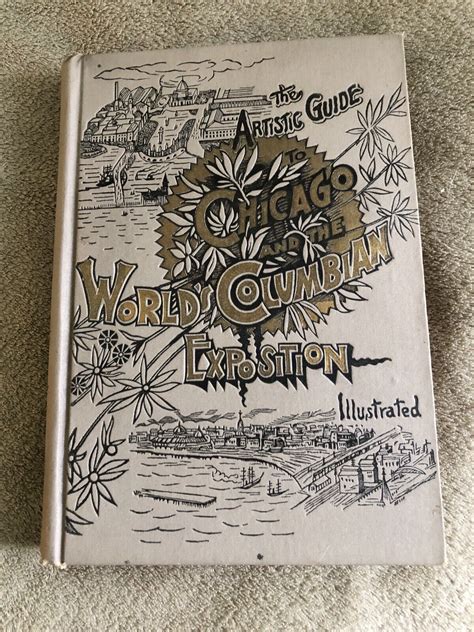 The
Artistic Guide
to
Chicago
and the
World's Columbian
Exposition
Illustrated